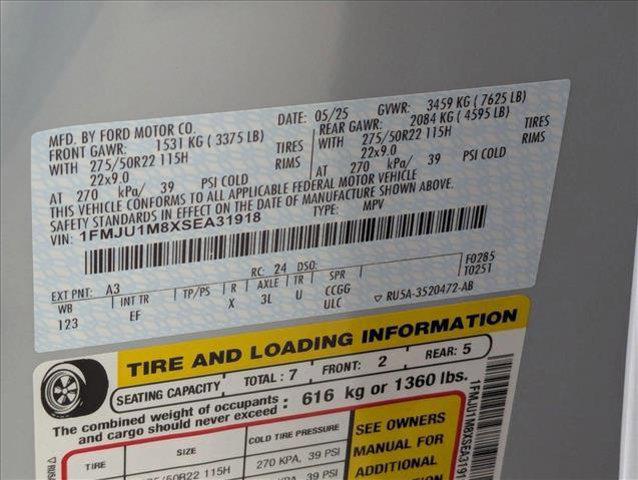 MFD. BY FORD MOTOR CO. DATE: 05/25 GVWR: 3459 KG ( 7625 LB)
FRONT GAWR: 1531 KG ( 3375 LB) REAR GAWR: 2084 KG ( 4595 LB)
WITH 275/50R22 115H TIRES WITH 275/50R22 115H TIRES
22x9.0 RIMS 22x9.0 RIMS
AT 270 kPa/ 39 PSI COLD AT 270 kPa/ 39 PSI COLD
THIS VEHICLE CONFORMS TO ALL APPLICABLE FEDERAL MOTOR VEHICLE
SAFETY STANDARDS IN EFFECT ON THE DATE OF MANUFACTURE SHOWN ABOVE.
VIN: 1FMJU1M8XSEA31918 TYPE: MPV
EXT PNT: A3 RC: 24 DSO: F0285
WB INT TR TP/PS R AXLE TR SPR T0251
123 EF X 3L U CCGG
ULC ▽ RU5A-3520472-AB
TIRE AND LOADING INFORMATION
SEATING CAPACITY TOTAL : 7 FRONT: 2 REAR: 5
The combined weight of occupants
and cargo should never exceed : 616 kg or 1360 lbs.
TIRE SIZE COLD TIRE PRESSURE
/50R22 115H 270 KPA, 39 PSI
SEE OWNERS
MANUAL FOR
ADDITIONAL
1FMJU1M8XSEA319